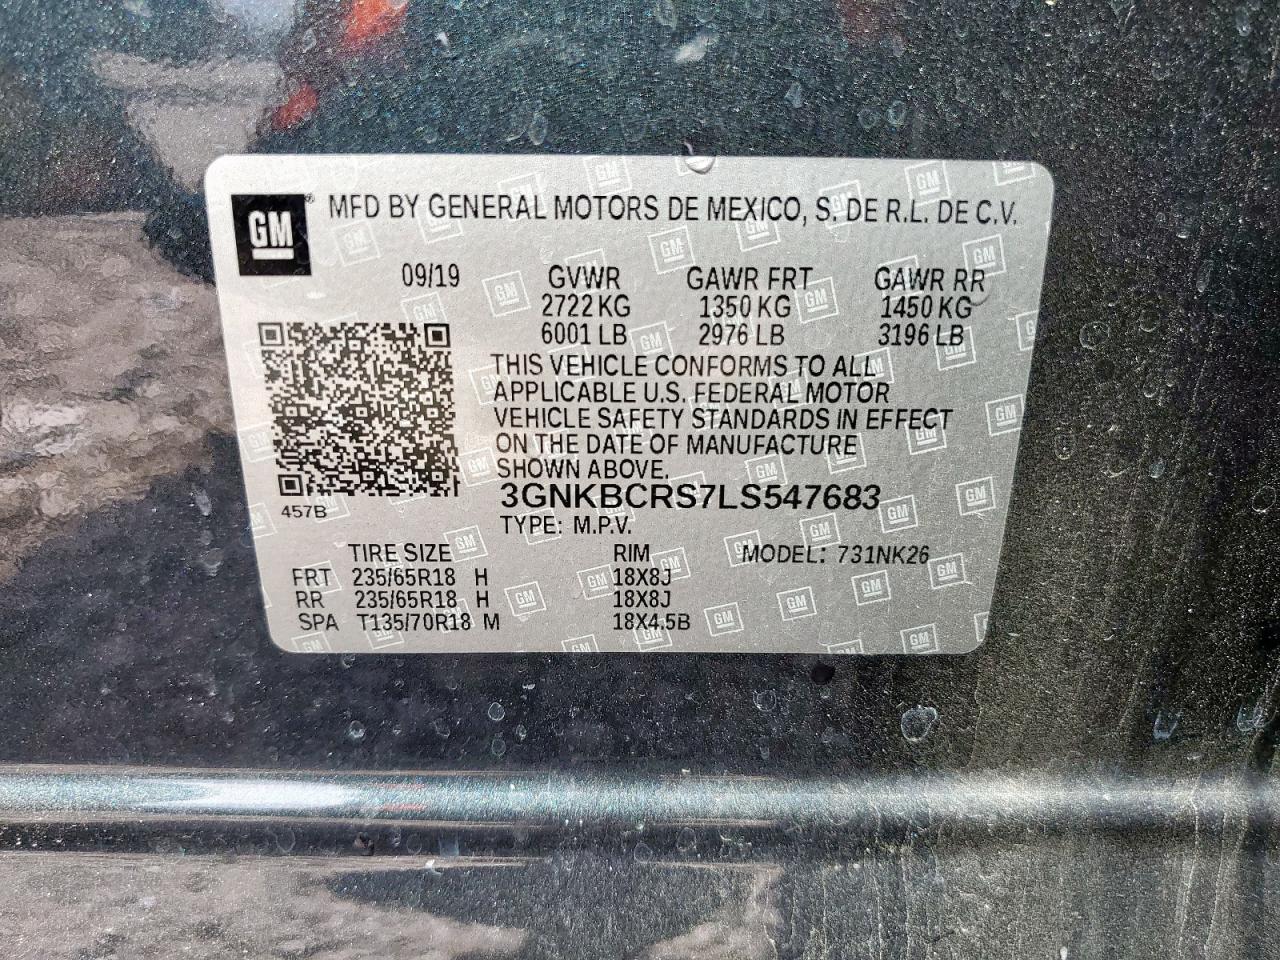 GM® MFD BY GENERAL MOTORS DE MEXICO, S. DE R.L. DE C.V.
09/19 GVWR GAWR FRT GAWR RR
2722 KG 1350 KG 1450 KG
6001 LB 2976 LB 3196 LB
THIS VEHICLE CONFORMS TO ALL
APPLICABLE U.S. FEDERAL MOTOR
VEHICLE SAFETY STANDARDS IN EFFECT
ON THE DATE OF MANUFACTURE
SHOWN ABOVE.
3GNKBCRS7LS547683
457B
TYPE: M.P.V.
TIRE SIZE RIM MODEL: 731NK26
FRT 235/65R18 H 18X8J
RR 235/65R18 H 18X8J
SPA T135/70R18 M 18X4.5B